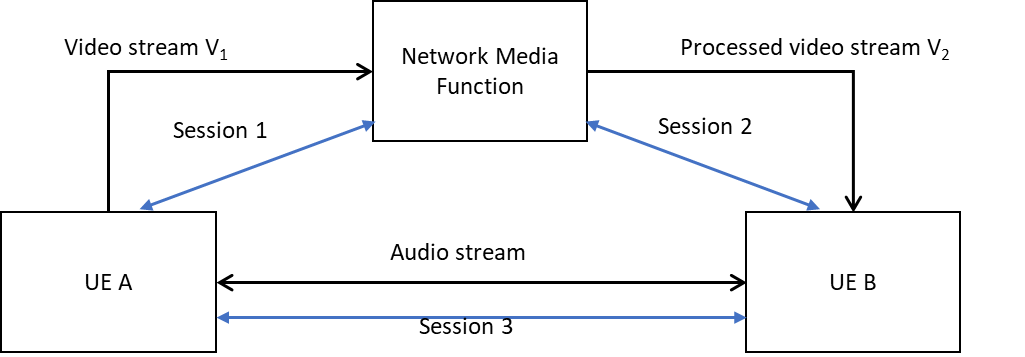 Video stream V₁
Network Media
Function
Processed video stream V₂
Session 1
Session 2
UE A
Audio stream
UE B
Session 3